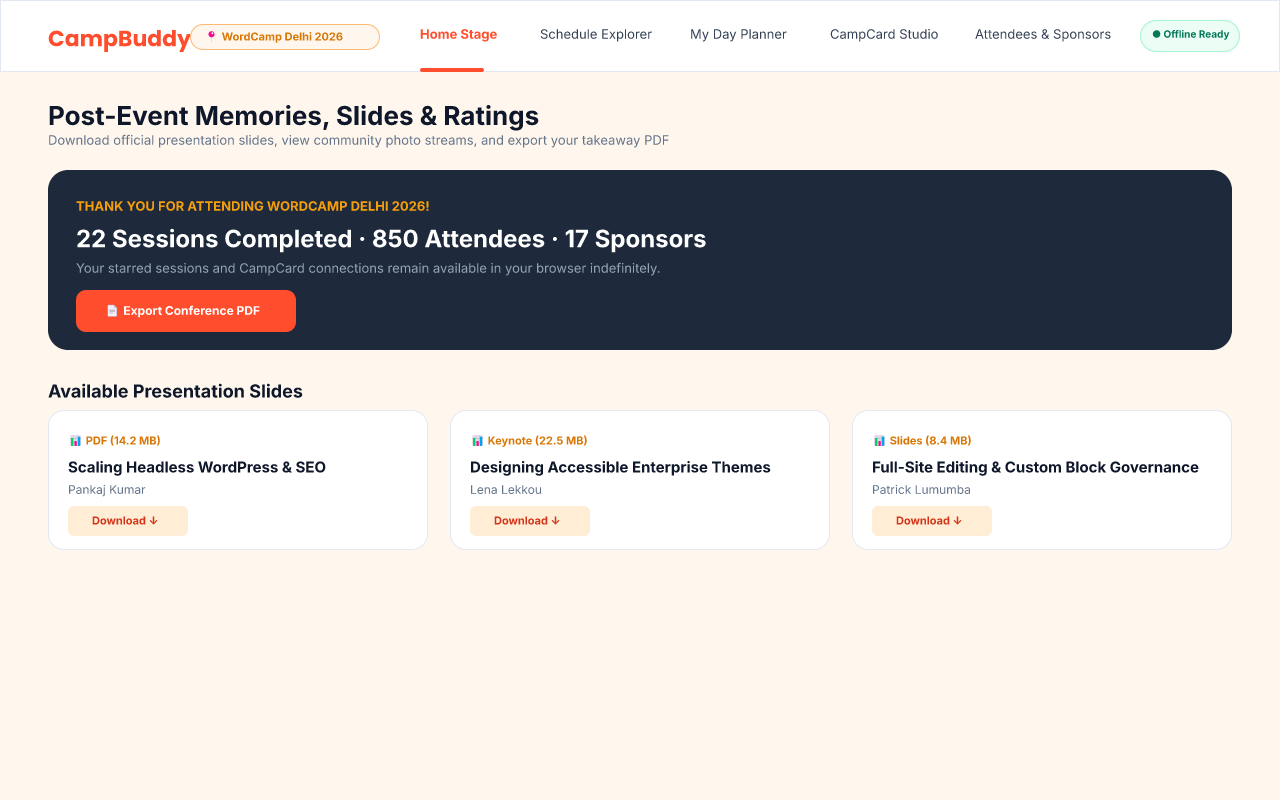 CampBuddy
📍 WordCamp Delhi 2026
Home Stage
Schedule Explorer
My Day Planner
CampCard Studio
Attendees & Sponsors
● Offline Ready
Post-Event Memories, Slides & Ratings
Download official presentation slides, view community photo streams, and export your takeaway PDF
THANK YOU FOR ATTENDING WORDCAMP DELHI 2026!
22 Sessions Completed · 850 Attendees · 17 Sponsors
Your starred sessions and CampCard connections remain available in your browser indefinitely.
📄 Export Conference PDF
Available Presentation Slides
📊 PDF (14.2 MB)
Scaling Headless WordPress & SEO
Pankaj Kumar
Download ↓
📊 Keynote (22.5 MB)
Designing Accessible Enterprise Themes
Lena Lekkou
Download ↓
📊 Slides (8.4 MB)
Full-Site Editing & Custom Block Governance
Patrick Lumumba
Download ↓